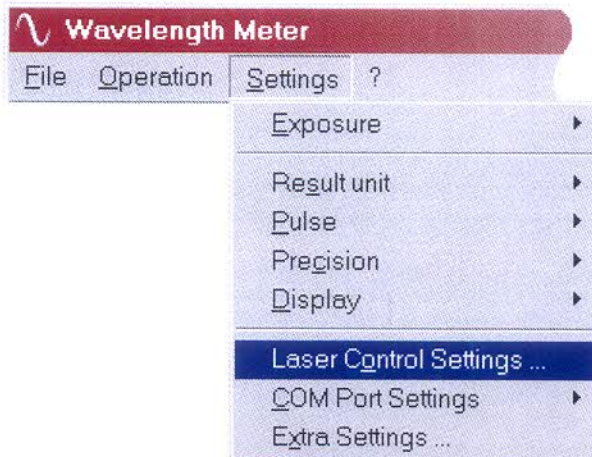 Wavelength Meter
File Operation Settings ?
Exposure
Result unit
Pulse
Precision
Display
Laser Control Settings ...
COM Port Settings
Extra Settings ...